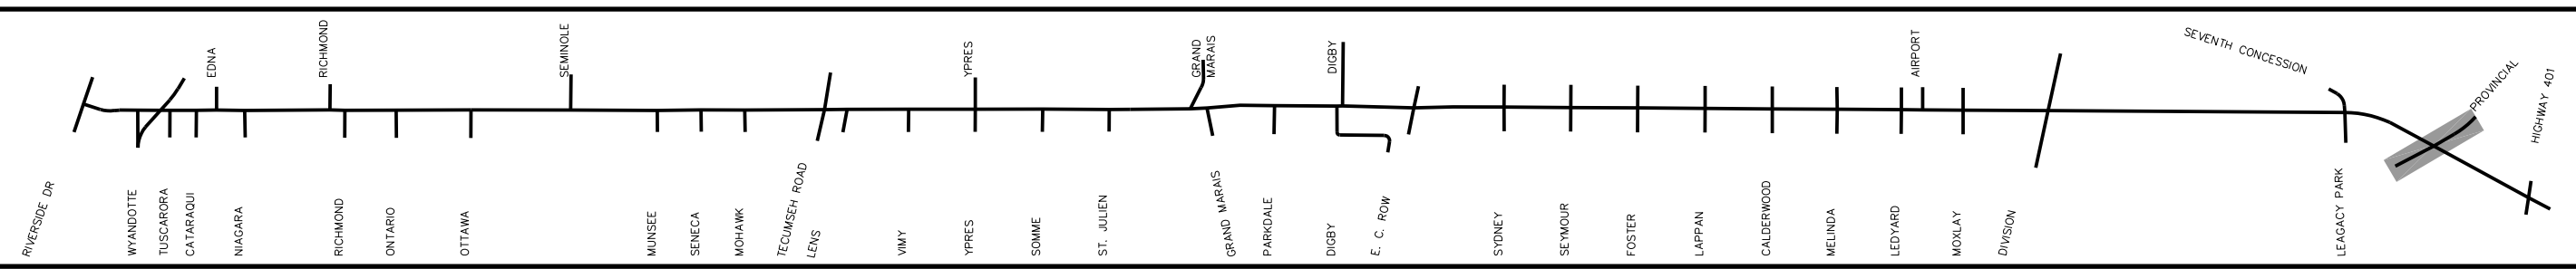 EDNA
RICHMOND
SEMINOLE
YPRES
GRAND
MARAIS
DIGBY
AIRPORT
SEVENTH CONCESSION
PROVINCIAL
HIGHWAY 401
RIVERSIDE DR
WYANDOTTE
TUSCARORA
CATARAQUI
NIAGARA
RICHMOND
ONTARIO
OTTAWA
MUNSEE
SENECA
MOHAWK
TECUMSEH ROAD
LENS
VIMY
YPRES
SOMME
ST. JULIEN
GRAND MARAIS
PARKDALE
DIGBY
E. C. ROW
SYDNEY
SEYMOUR
FOSTER
LAPPAN
CALDERWOOD
MELINDA
LEDYARD
MOXLAY
DIVISION
LEAGACY PARK